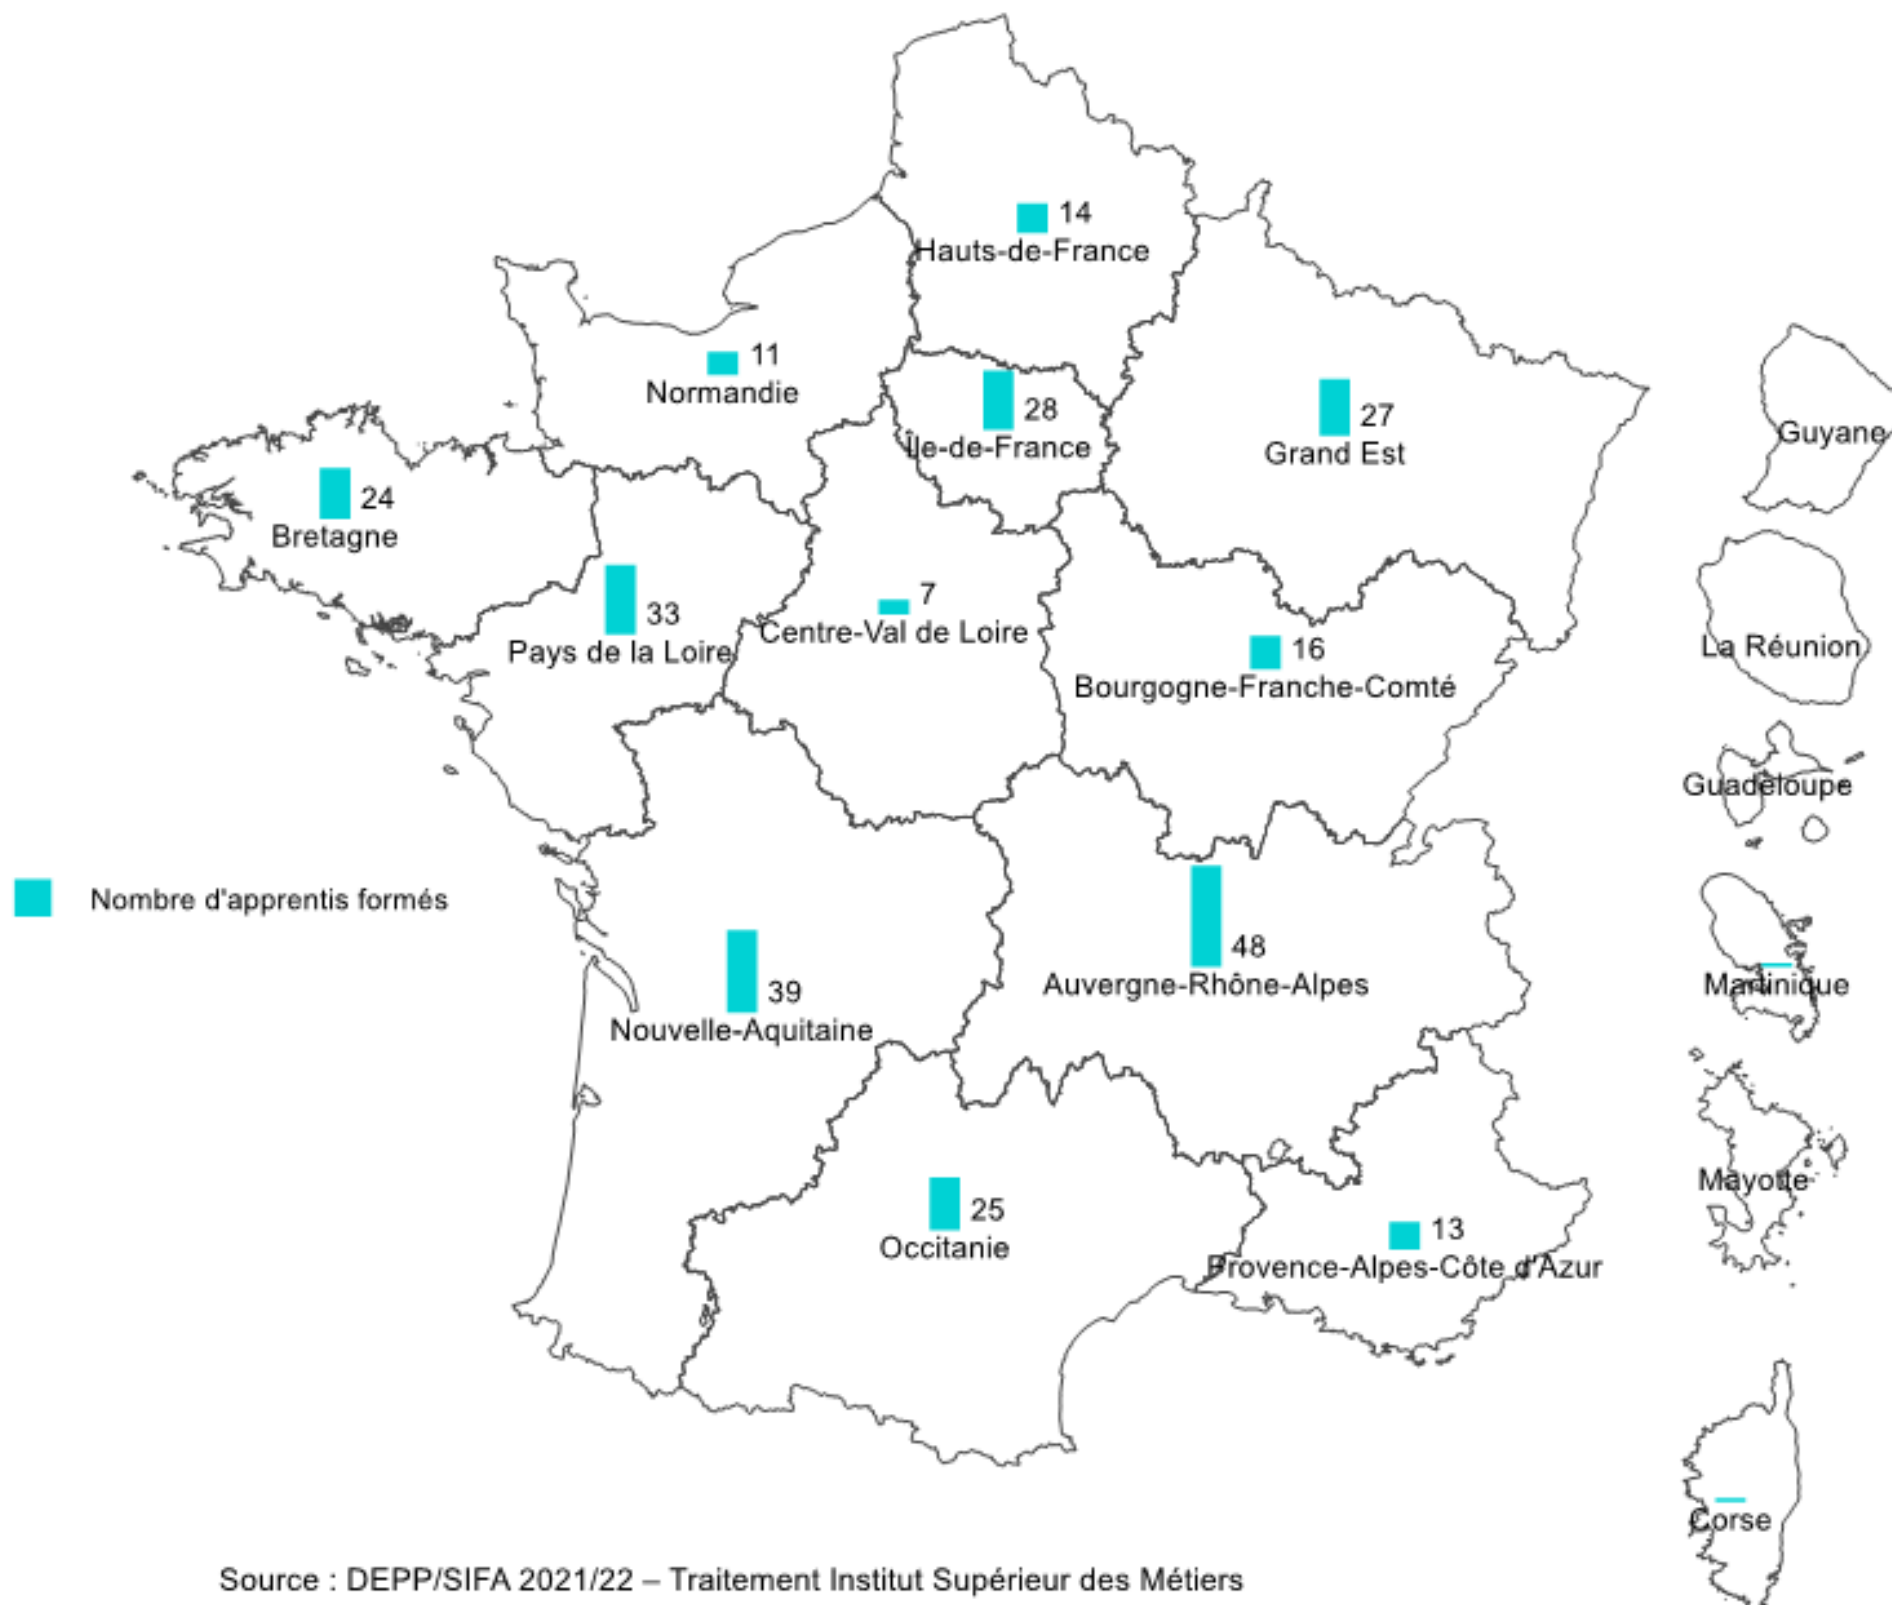 14
Hauts-de-France
11
Normandie
28
Île-de-France
27
Grand Est
Guyane
24
Bretagne
33
Pays de la Loire
7
Centre-Val de Loire
16
Bourgogne-Franche-Comté
La Réunion
Guadeloupe
Nombre d'apprentis formés
39
Nouvelle-Aquitaine
48
Auvergne-Rhône-Alpes
Martinique
Mayotte
25
Occitanie
13
Provence-Alpes-Côte d'Azur
Corse
Source : DEPP/SIFA 2021/22 – Traitement Institut Supérieur des Métiers